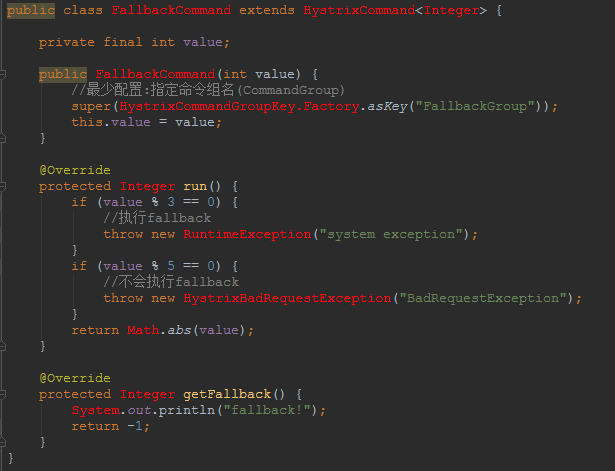 public class FallbackCommand extends HystrixCommand<Integer> {
private final int value;
public FallbackCommand(int value) {
//最少配置:指定命令组名(CommandGroup)
super(HystrixCommandGroupKey.Factory.asKey("FallbackGroup"));
this.value = value;
}
@Override
protected Integer run() {
if (value % 3 == 0) {
//执行fallback
throw new RuntimeException("system exception");
}
if (value % 5 == 0) {
//不会执行fallback
throw new HystrixBadRequestException("BadRequestException");
}
return Math.abs(value);
}
@Override
protected Integer getFallback() {
System.out.println("fallback!");
return -1;
}
}